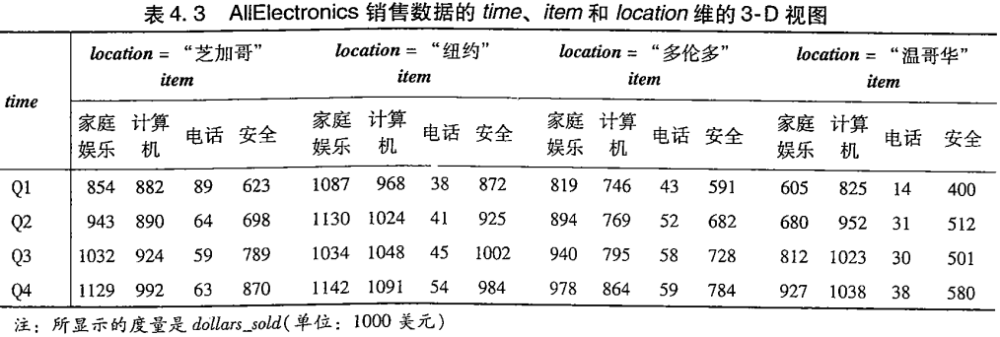 表4.3 AllElectronics 销售数据的 time、item 和 location 维的 3-D 视图
location = “芝加哥” location = “纽约” location = “多伦多” location = “温哥华”
item item item item
time
家庭娱乐 计算机 电话 安全 家庭娱乐 计算机 电话 安全 家庭娱乐 计算机 电话 安全 家庭娱乐 计算机 电话 安全
Q1 854 882 89 623 1087 968 38 872 819 746 43 591 605 825 14 400
Q2 943 890 64 698 1130 1024 41 925 894 769 52 682 680 952 31 512
Q3 1032 924 59 789 1034 1048 45 1002 940 795 58 728 812 1023 30 501
Q4 1129 992 63 870 1142 1091 54 984 978 864 59 784 927 1038 38 580
注：所显示的度量是 dollars_sold(单位：1000 美元)